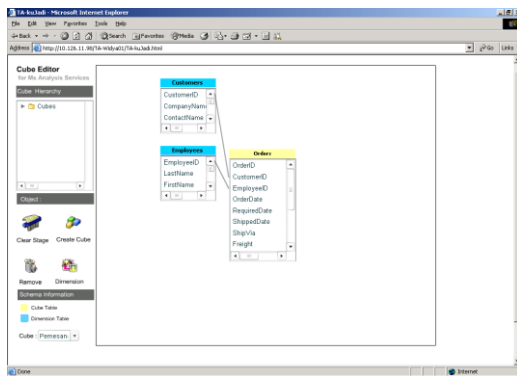 TA-kuJadi - Microsoft Internet Explorer
File Edit View Favorites Tools Help
Back Search Favorites Media
Address http://10.126.11.98/TA-Widya01/TA-kuJadi.html Go Links
Cube Editor
for Ms Analysis Services
Cube Hierarchy
Cubes
Object :
Clear Stage Create Cube
Remove Dimension
Schema Information
Cube Table
Dimension Table
Cube : Pemesan
Customers
CustomerID
CompanyName
ContactName
Employees
EmployeeID
LastName
FirstName
Orders
OrderID
CustomerID
EmployeeID
OrderDate
RequiredDate
ShippedDate
ShipVia
Freight
Done Internet